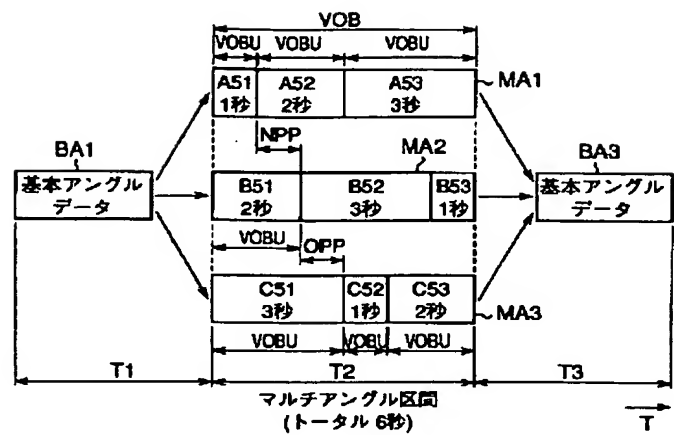 VOB
VOBU VOBU VOBU
A51 A52 A53 MA1
1秒 2秒 3秒
NPP MA2
BA1 BA3
基本アングル B51 B52 B53 基本アングル
データ 2秒 3秒 1秒 データ
VOBU OPP
C51 C52 C53
3秒 1秒 2秒 MA3
VOBU VOBU VOBU
T1 T2 T3
マルチアングル区間
(トータル 6秒) T